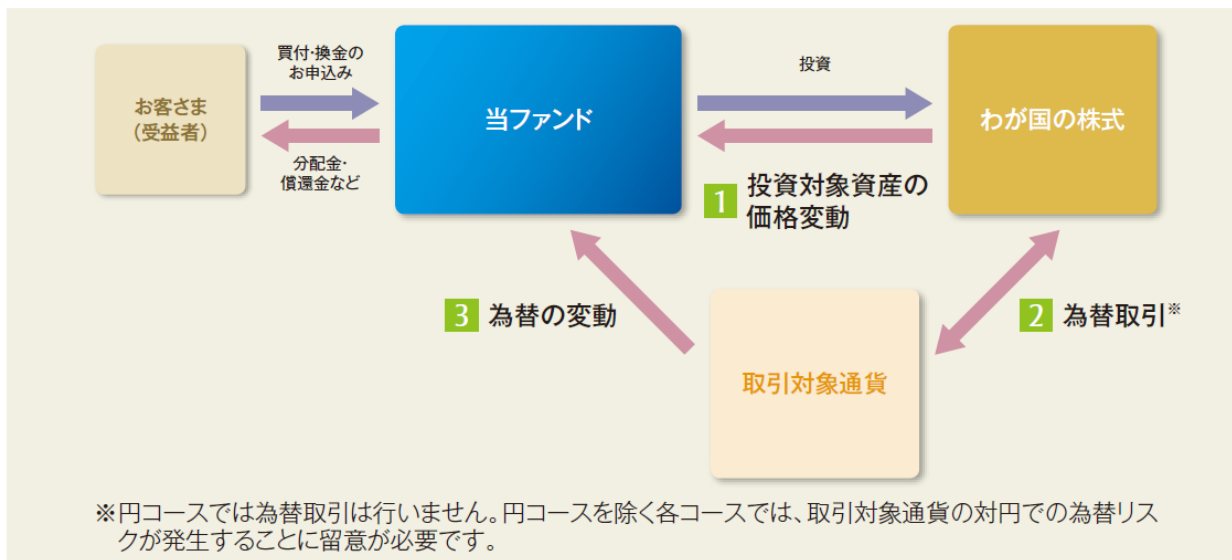 買付・換金の
お申込み
お客さま
(受益者)
分配金・
償還金など
当ファンド
投資
わが国の株式
1 投資対象資産の
価格変動
3 為替の変動
2 為替取引※
取引対象通貨
※円コースでは為替取引は行いません。円コースを除く各コースでは、取引対象通貨の対円での為替リス
クが発生することに留意が必要です。